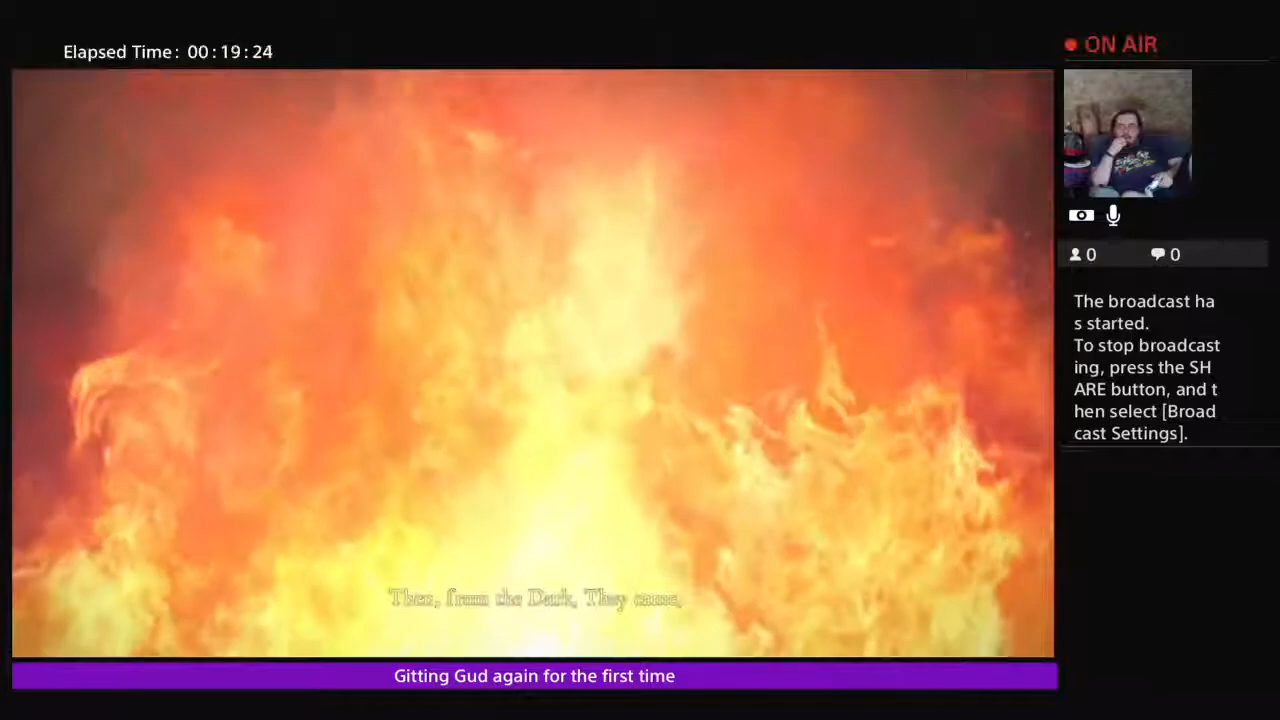 Elapsed Time: 00:19:24
ON AIR
0
0
The broadcast ha
s started.
To stop broadcast
ing, press the SH
ARE button, and t
hen select [Broad
cast Settings].
Then, from the Dark, They came,
Gitting Gud again for the first time